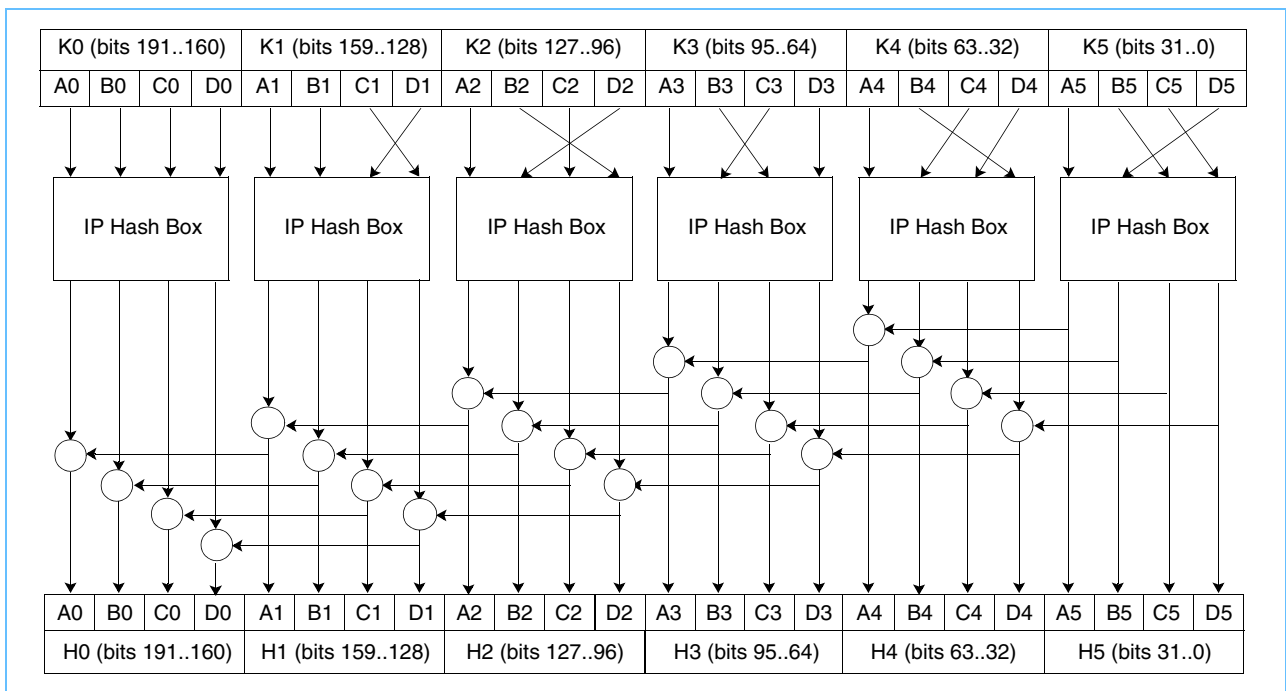 K0 (bits 191..160) K1 (bits 159..128) K2 (bits 127..96) K3 (bits 95..64) K4 (bits 63..32) K5 (bits 31..0)
A0 B0 C0 D0 A1 B1 C1 D1 A2 B2 C2 D2 A3 B3 C3 D3 A4 B4 C4 D4 A5 B5 C5 D5
IP Hash Box IP Hash Box IP Hash Box IP Hash Box IP Hash Box IP Hash Box
A0 B0 C0 D0 A1 B1 C1 D1 A2 B2 C2 D2 A3 B3 C3 D3 A4 B4 C4 D4 A5 B5 C5 D5
H0 (bits 191..160) H1 (bits 159..128) H2 (bits 127..96) H3 (bits 95..64) H4 (bits 63..32) H5 (bits 31..0)